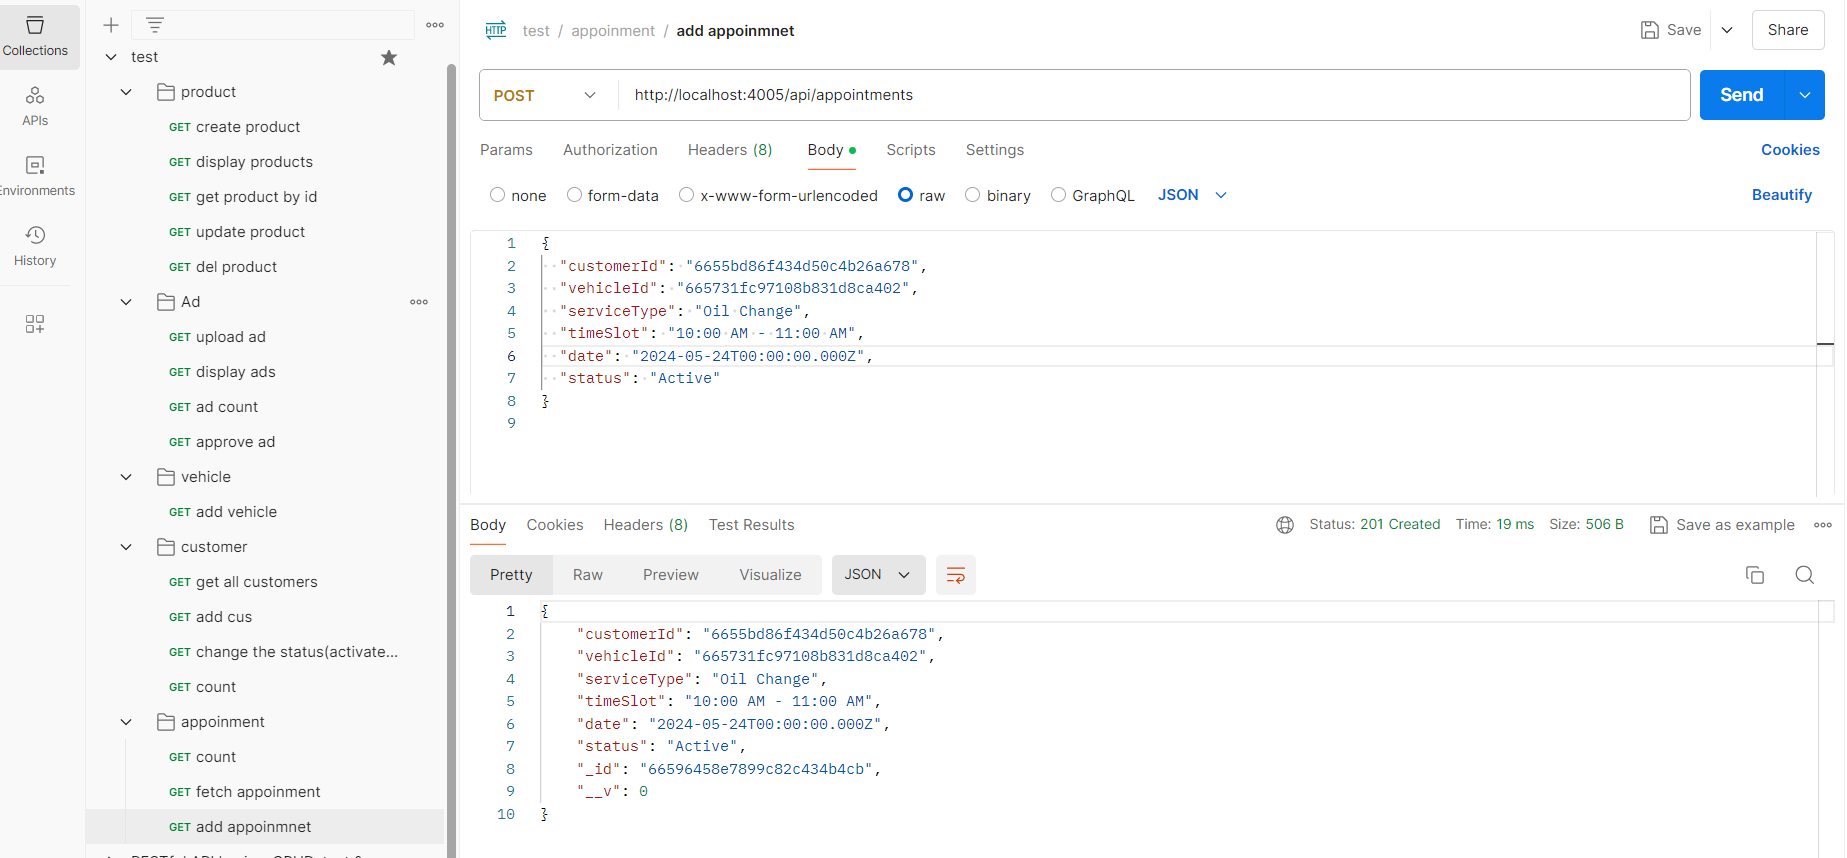 Collections
APIs
Environments
History
test
product
GET create product
GET display products
GET get product by id
GET update product
GET del product
Ad
GET upload ad
GET display ads
GET ad count
GET approve ad
vehicle
GET add vehicle
customer
GET get all customers
GET add cus
GET change the status(activate...
GET count
appoinment
GET count
GET fetch appoinment
GET add appoinmnet
HTTP test / appoinment / add appoinmnet
Save Share
POST http://localhost:4005/api/appointments Send
Params Authorization Headers (8) Body Scripts Settings Cookies
none form-data x-www-form-urlencoded raw binary GraphQL JSON Beautify
1 {
2 "customerId": "6655bd86f434d50c4b26a678",
3 "vehicleId": "665731fc97108b831d8ca402",
4 "serviceType": "Oil Change",
5 "timeSlot": "10:00 AM - 11:00 AM",
6 "date": "2024-05-24T00:00:00.000Z",
7 "status": "Active"
8 }
9
Body Cookies Headers (8) Test Results Status: 201 Created Time: 19 ms Size: 506 B Save as example
Pretty Raw Preview Visualize JSON
1 {
2 "customerId": "6655bd86f434d50c4b26a678",
3 "vehicleId": "665731fc97108b831d8ca402",
4 "serviceType": "Oil Change",
5 "timeSlot": "10:00 AM - 11:00 AM",
6 "date": "2024-05-24T00:00:00.000Z",
7 "status": "Active",
8 "_id": "66596458e7899c82c434b4cb",
9 "__v": 0
10 }